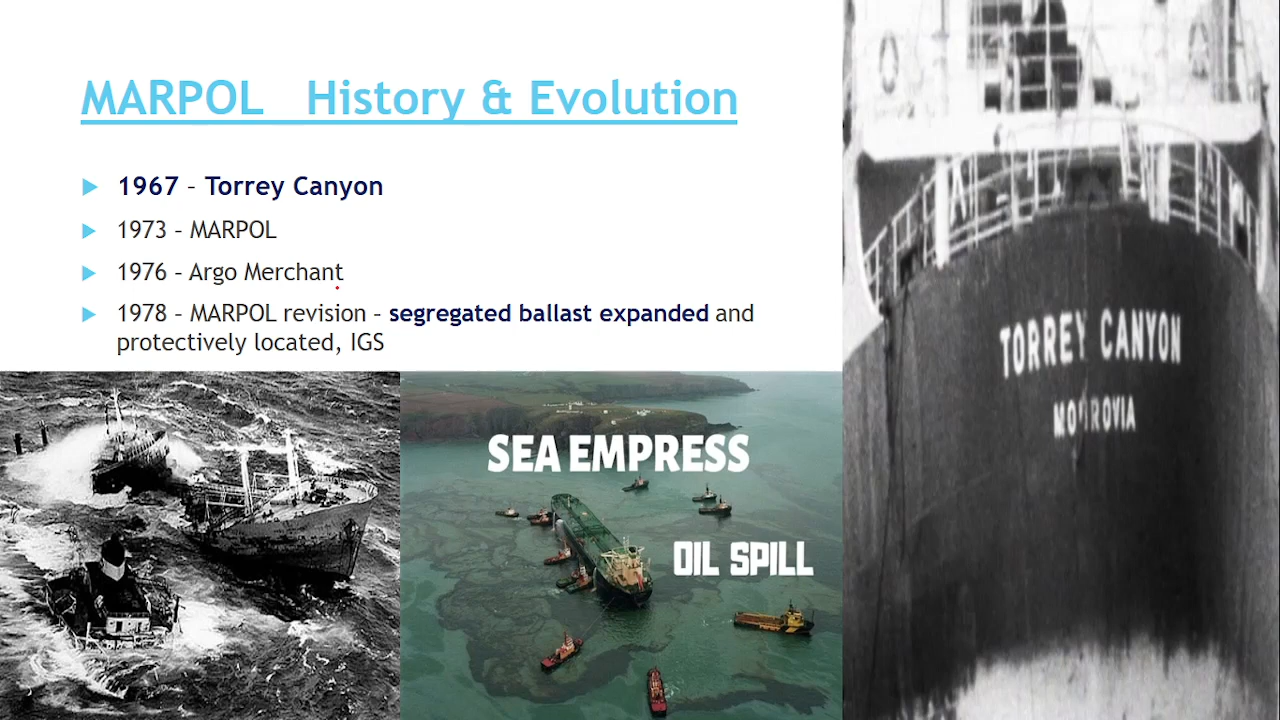 MARPOL History & Evolution
1967 – Torrey Canyon
1973 – MARPOL
1976 – Argo Merchant
1978 – MARPOL revision – segregated ballast expanded and
protectively located, IGS
SEA EMPRESS
OIL SPILL
TORREY CANYON
MONROVIA